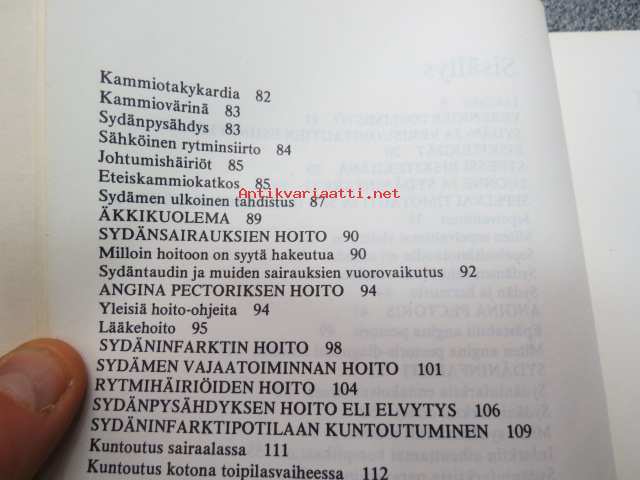 Kammiotakykardia 82
Kammiovärinä 83
Sydänpysähdys 83
Sähköinen rytminsiirto 84
Johtumishäiriöt 85
Eteiskammiokatkos 85
Sydämen ulkoinen tahdistus 87
ÄKKIKUOLEMA 89
SYDÄNSAIRAUKSIEN HOITO 90
Milloin hoitoon on syytä hakeutua 90
Sydäntaudin ja muiden sairauksien vuorovaikutus 92
ANGINA PECTORIKSEN HOITO 94
Yleisiä hoito-ohjeita 94
Lääkehoito 95
SYDÄNINFARKTIN HOITO 98
SYDÄMEN VAJAATOIMINNAN HOITO 101
RYTMIHÄIRIÖIDEN HOITO 104
SYDÄNPYSÄHDYKSEN HOITO ELI ELVYTYS 106
SYDÄNINFARKTIPOTILAAN KUNTOUTUMINEN 109
Kuntoutus sairaalassa 111
Kuntoutus kotona toipilasvaiheessa 112
Antikvariaatti.net
Antikvariaatti.net
Sisällys